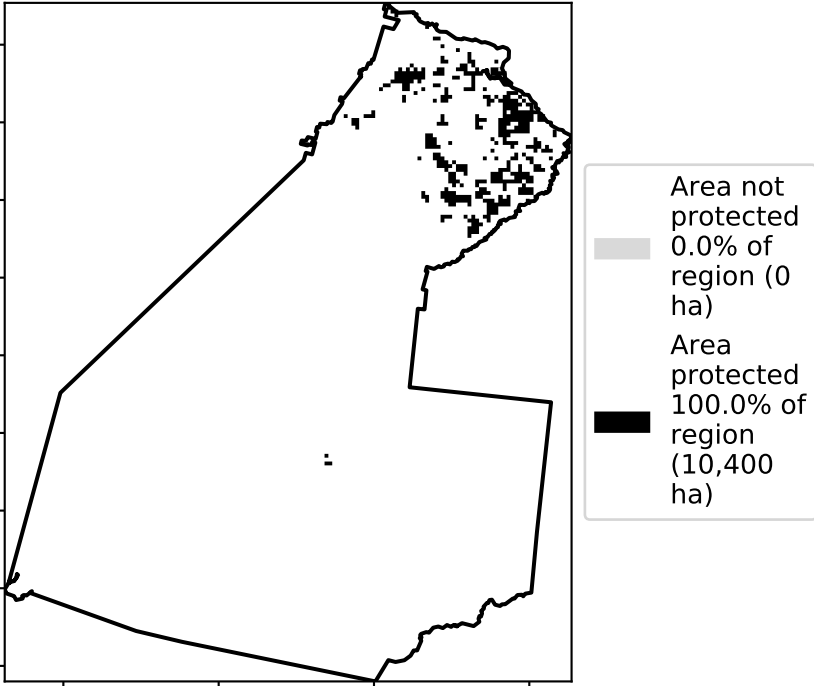 Area not
protected
0.0% of
region (0
ha)
Area
protected
100.0% of
region
(10,400
ha)